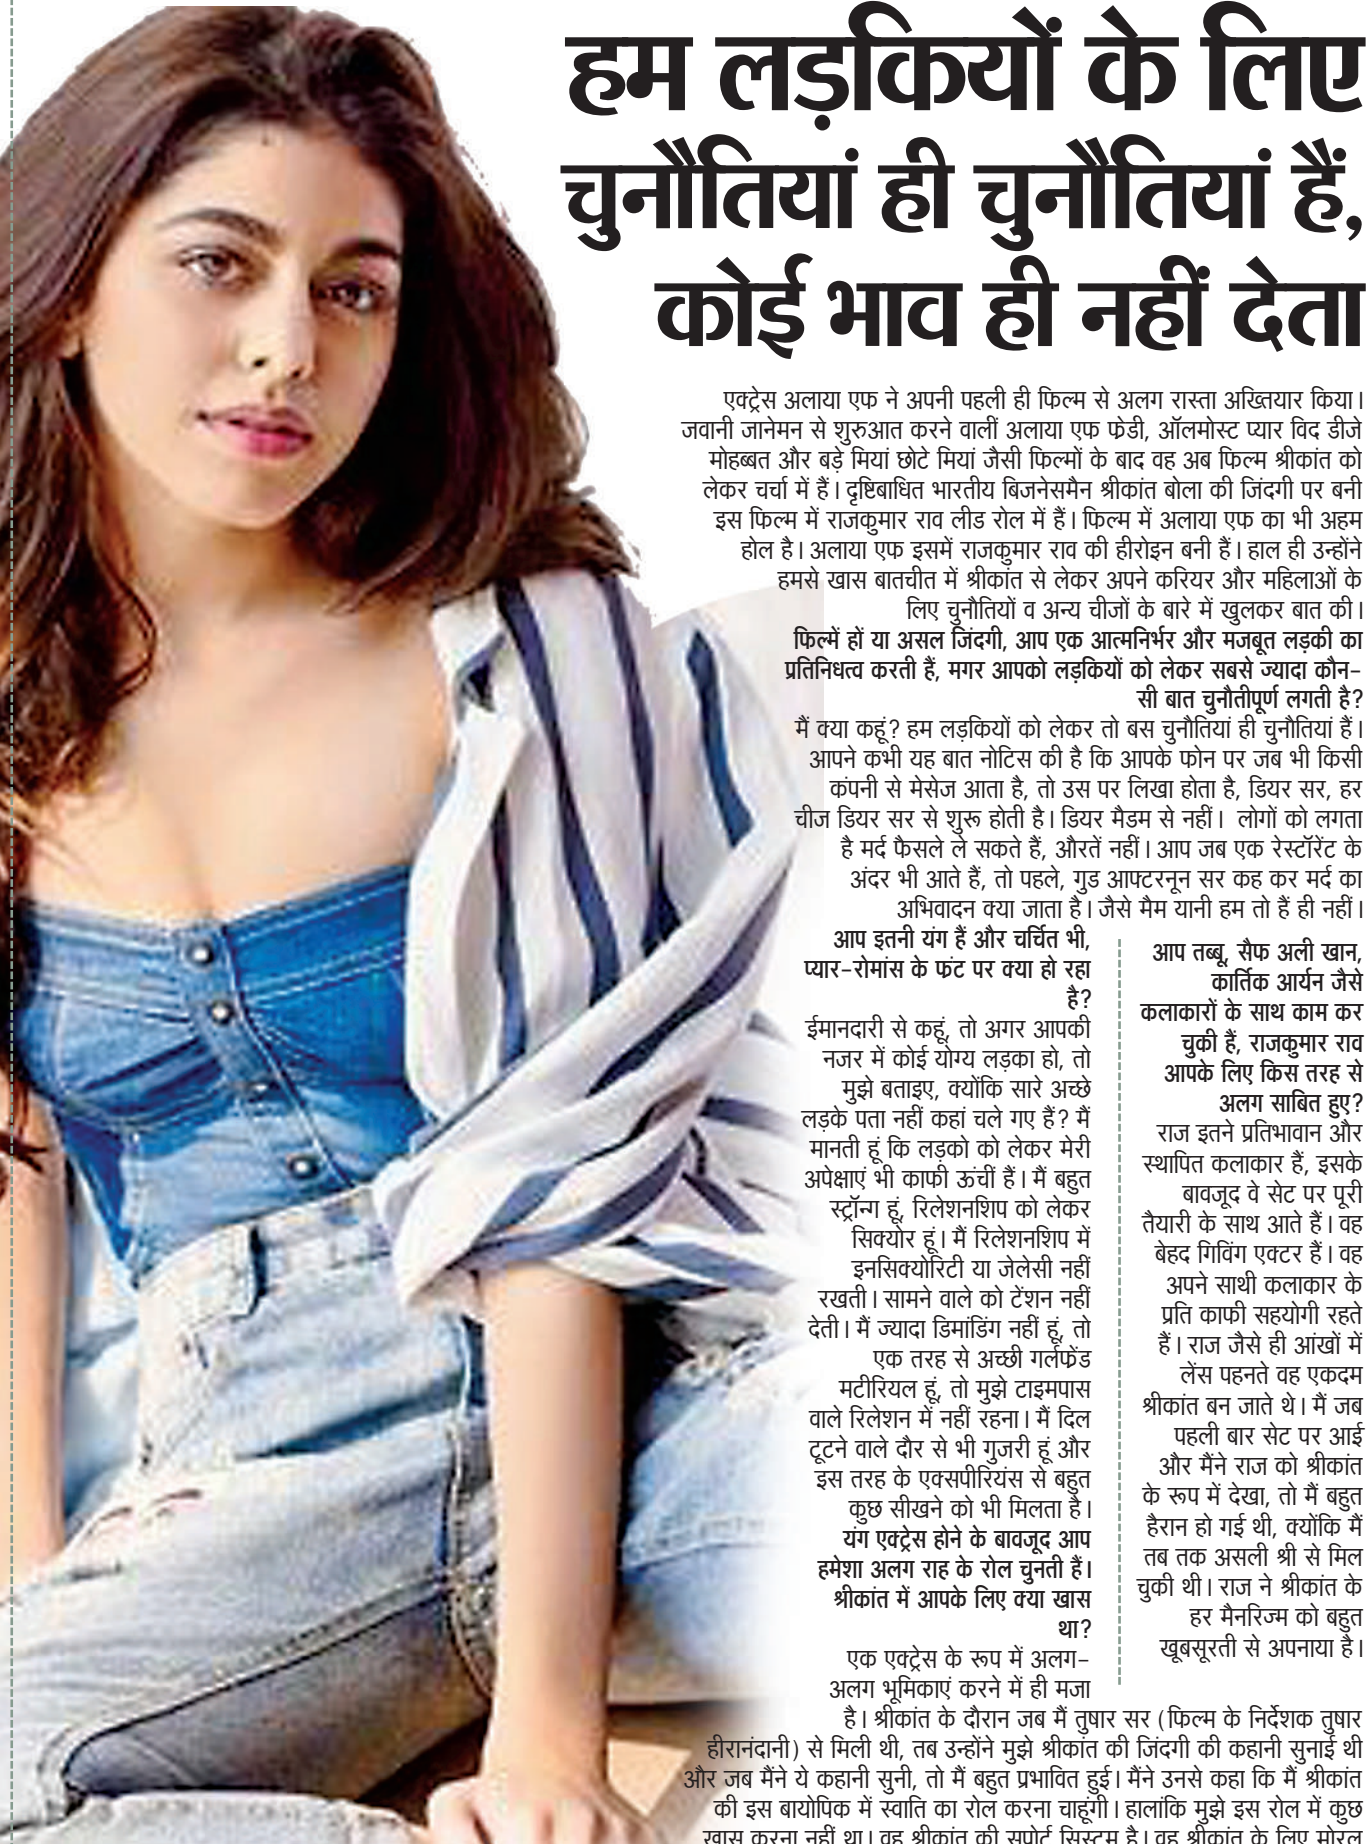 हम लड़कियों के लिए
चुनौतियां ही चुनौतियां हैं,
कोई भाव ही नहीं देता
एक्ट्रेस अलाया एफ ने अपनी पहली ही फिल्म से अलग रास्ता अख्तियार किया।
जवानी जानेमन से शुरुआत करने वालीं अलाया एफ फ्रेडी, ऑलमोस्ट प्यार विद डीजे
मोहब्बत और बड़े मियां छोटे मियां जैसी फिल्मों के बाद वह अब फिल्म श्रीकांत को
लेकर चर्चा में हैं। दृष्टिबाधित भारतीय बिजनेसमैन श्रीकांत बोला की जिंदगी पर बनी
इस फिल्म में राजकुमार राव लीड रोल में हैं। फिल्म में अलाया एफ का भी अहम
होल है। अलाया एफ इसमें राजकुमार राव की हीरोइन बनी हैं। हाल ही उन्होंने
हमसे खास बातचीत में श्रीकांत से लेकर अपने करियर और महिलाओं के
लिए चुनौतियों व अन्य चीजों के बारे में खुलकर बात की।
फिल्में हों या असल जिंदगी, आप एक आत्मनिर्भर और मजबूत लड़की का
प्रतिनिधत्व करती हैं, मगर आपको लड़कियों को लेकर सबसे ज्यादा कौन-
सी बात चुनौतीपूर्ण लगती है?
मैं क्या कहूं? हम लड़कियों को लेकर तो बस चुनौतियां ही चुनौतियां हैं।
आपने कभी यह बात नोटिस की है कि आपके फोन पर जब भी किसी
कंपनी से मेसेज आता है, तो उस पर लिखा होता है, डियर सर, हर
चीज डियर सर से शुरू होती है। डियर मैडम से नहीं। लोगों को लगता
है मर्द फैसले ले सकते हैं, औरतें नहीं। आप जब एक रेस्टॉरेंट के
अंदर भी आते हैं, तो पहले, गुड आफ्टरनून सर कह कर मर्द का
अभिवादन क्या जाता है। जैसे मैम यानी हम तो हैं ही नहीं।
आप इतनी यंग हैं और चर्चित भी,
प्यार-रोमांस के फ्रंट पर क्या हो रहा
है?
ईमानदारी से कहूं, तो अगर आपकी
नजर में कोई योग्य लड़का हो, तो
मुझे बताइए, क्योंकि सारे अच्छे
लड़के पता नहीं कहां चले गए हैं? मैं
मानती हूं कि लड़को को लेकर मेरी
अपेक्षाएं भी काफी ऊंचीं हैं। मैं बहुत
स्ट्रॉन्ग हूं, रिलेशनशिप को लेकर
सिक्योर हूं। मैं रिलेशनशिप में
इनसिक्योरिटी या जेलेसी नहीं
रखती। सामने वाले को टेंशन नहीं
देती। मैं ज्यादा डिमांडिंग नहीं हूं, तो
एक तरह से अच्छी गर्लफ्रेंड
मटीरियल हूं, तो मुझे टाइमपास
वाले रिलेशन में नहीं रहना। मैं दिल
टूटने वाले दौर से भी गुजरी हूं और
इस तरह के एक्सपीरियंस से बहुत
कुछ सीखने को भी मिलता है।
यंग एक्ट्रेस होने के बावजूद आप
हमेशा अलग राह के रोल चुनती हैं।
श्रीकांत में आपके लिए क्या खास
था?
एक एक्ट्रेस के रूप में अलग-
अलग भूमिकाएं करने में ही मजा
है। श्रीकांत के दौरान जब मैं तुषार सर (फिल्म के निर्देशक तुषार
हीरानंदानी) से मिली थी, तब उन्होंने मुझे श्रीकांत की जिंदगी की कहानी सुनाई थी
और जब मैंने ये कहानी सुनी, तो मैं बहुत प्रभावित हुई। मैंने उनसे कहा कि मैं श्रीकांत
की इस बायोपिक में स्वाति का रोल करना चाहूंगी। हालांकि मुझे इस रोल में कुछ
खास करना नहीं था। वह श्रीकांत की सपोर्ट सिस्टम है। वह श्रीकांत के लिए मोरल
आप तब्बू, सैफ अली खान,
कार्तिक आर्यन जैसे
कलाकारों के साथ काम कर
चुकी हैं, राजकुमार राव
आपके लिए किस तरह से
अलग साबित हुए?
राज इतने प्रतिभावान और
स्थापित कलाकार हैं, इसके
बावजूद वे सेट पर पूरी
तैयारी के साथ आते हैं। वह
बेहद गिविंग एक्टर हैं। वह
अपने साथी कलाकार के
प्रति काफी सहयोगी रहते
हैं। राज जैसे ही आंखों में
लेंस पहनते वह एकदम
श्रीकांत बन जाते थे। मैं जब
पहली बार सेट पर आई
और मैंने राज को श्रीकांत
के रूप में देखा, तो मैं बहुत
हैरान हो गई थी, क्योंकि मैं
तब तक असली श्री से मिल
चुकी थी। राज ने श्रीकांत के
हर मैनरिज्म को बहुत
खूबसूरती से अपनाया है।